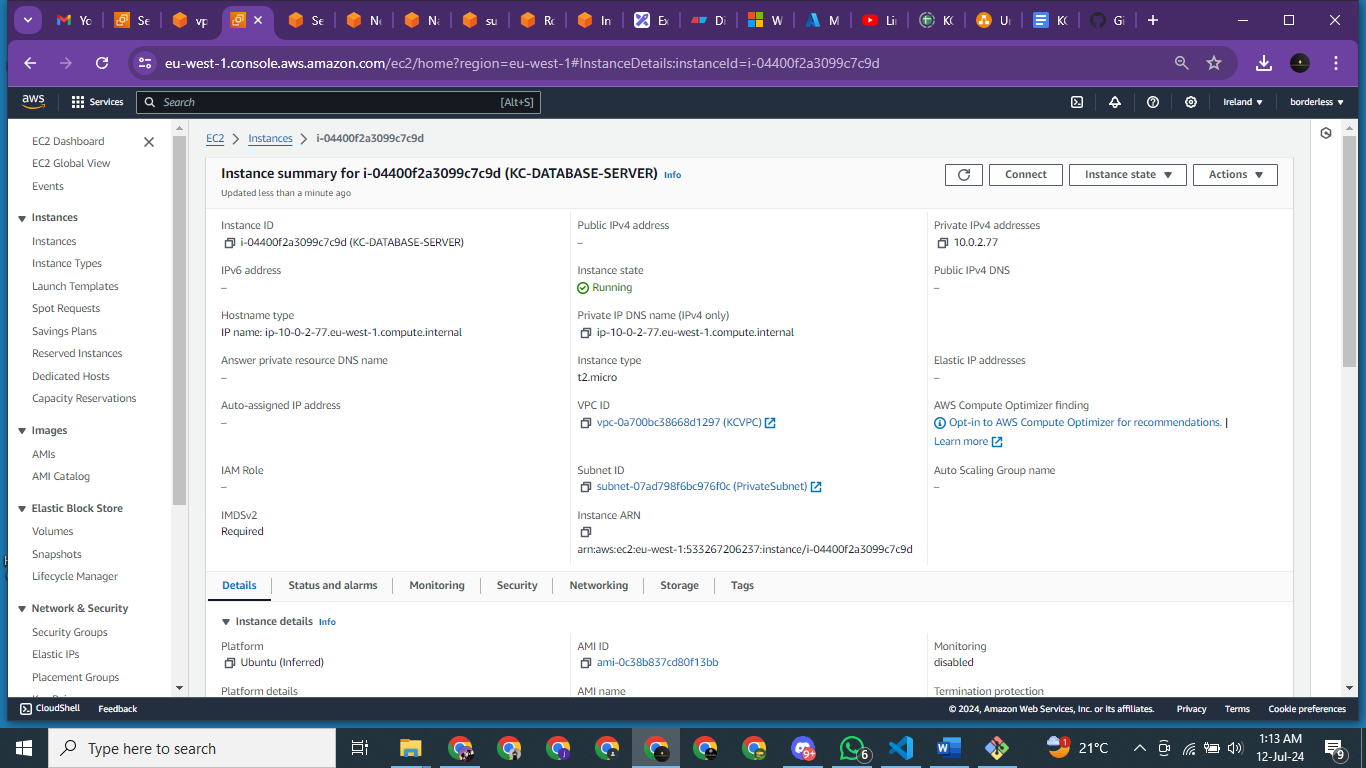 Yc
Se
vp
Se
Ne
Na
su
Ro
In
Ex
Di
W
M
Li
KC
Un
KC
Gi
eu-west-1.console.aws.amazon.com/ec2/home?region=eu-west-1#InstanceDetails:instanceId=i-04400f2a3099c7c9d
aws Services Search [Alt+S] Ireland borderless
EC2 Dashboard
EC2 Global View
Events
Instances
Instances
Instance Types
Launch Templates
Spot Requests
Savings Plans
Reserved Instances
Dedicated Hosts
Capacity Reservations
Images
AMIs
AMI Catalog
Elastic Block Store
Volumes
Snapshots
Lifecycle Manager
Network & Security
Security Groups
Elastic IPs
Placement Groups
EC2 Instances i-04400f2a3099c7c9d
Instance summary for i-04400f2a3099c7c9d (KC-DATABASE-SERVER) Info
Updated less than a minute ago
Connect Instance state Actions
Instance ID
i-04400f2a3099c7c9d (KC-DATABASE-SERVER)
Public IPv4 address
–
Private IPv4 addresses
10.0.2.77
IPv6 address
–
Instance state
Running
Public IPv4 DNS
–
Hostname type
IP name: ip-10-0-2-77.eu-west-1.compute.internal
Private IP DNS name (IPv4 only)
ip-10-0-2-77.eu-west-1.compute.internal
Answer private resource DNS name
–
Instance type
t2.micro
Elastic IP addresses
–
Auto-assigned IP address
–
VPC ID
vpc-0a700bc38668d1297 (KCVPC)
AWS Compute Optimizer finding
Opt-in to AWS Compute Optimizer for recommendations. |
Learn more
IAM Role
–
Subnet ID
subnet-07ad798f6bc976f0c (PrivateSubnet)
Auto Scaling Group name
–
IMDSv2
Required
Instance ARN
arn:aws:ec2:eu-west-1:533267206237:instance/i-04400f2a3099c7c9d
Details Status and alarms Monitoring Security Networking Storage Tags
Instance details Info
Platform
Ubuntu (Inferred)
AMI ID
ami-0c38b837cd80f13bb
Monitoring
disabled
Platform details
AMI name
Termination protection
CloudShell Feedback © 2024, Amazon Web Services, Inc. or its affiliates. Privacy Terms Cookie preferences
Type here to search
9+
6
1
21°C
1:13 AM
12-Jul-24
9